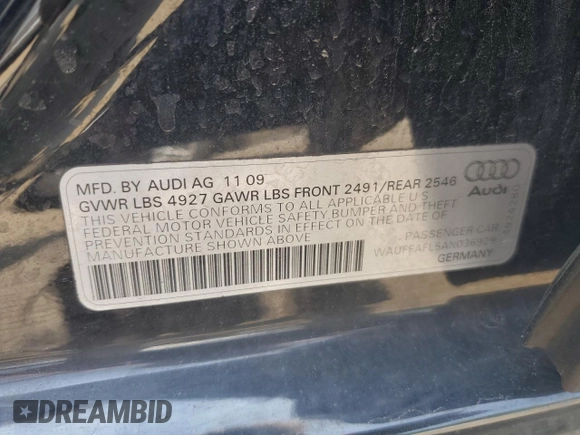 MFD. BY AUDI AG 11 09
GVWR LBS 4927 GAWR LBS FRONT 2491/REAR 2546
THIS VEHICLE CONFORMS TO ALL APPLICABLE U.S.
FEDERAL MOTOR VEHICLE SAFETY BUMPER AND THEFT
PREVENTION STANDARDS IN EFFECT ON THE DATE OF
MANUFACTURE SHOWN ABOVE
Audi
PASSENGER CAR
GERMANY
DREAMBID